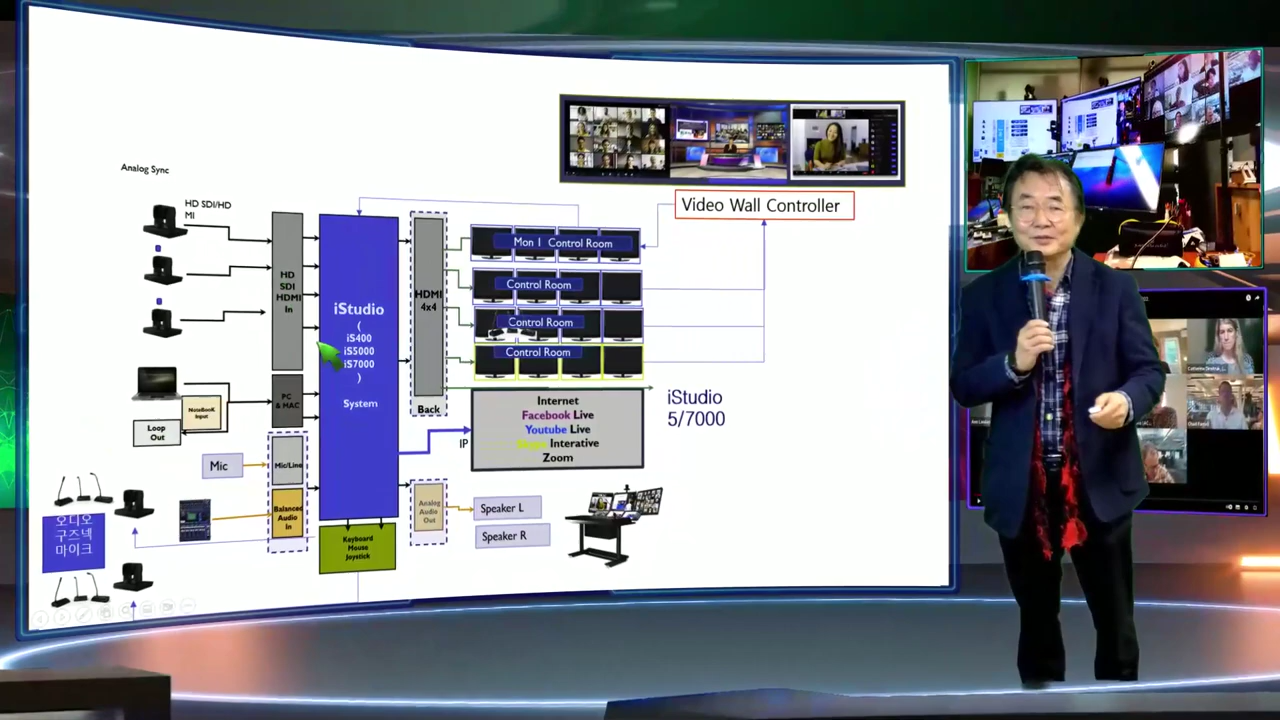 Analog Sync
HD SDI/HD
MI
HD
SDI
HDMI
In
iStudio
(
iS400
iS5000
iS7000
)
System
HDMI
4x4
Back
Mon 1 Control Room
Control Room
Control Room
Control Room
Video Wall Controller
PC
& MAC
NoteBooK
Input
Loop
Out
Mic
Mic/Line
Balanced
Audio
In
오디오
구즈넥
마이크
Keyboard
Mouse
Joystick
IP
Internet
Facebook Live
Youtube Live
Interative
Zoom
iStudio
5/7000
Analog
Audio
Out
Speaker L
Speaker R